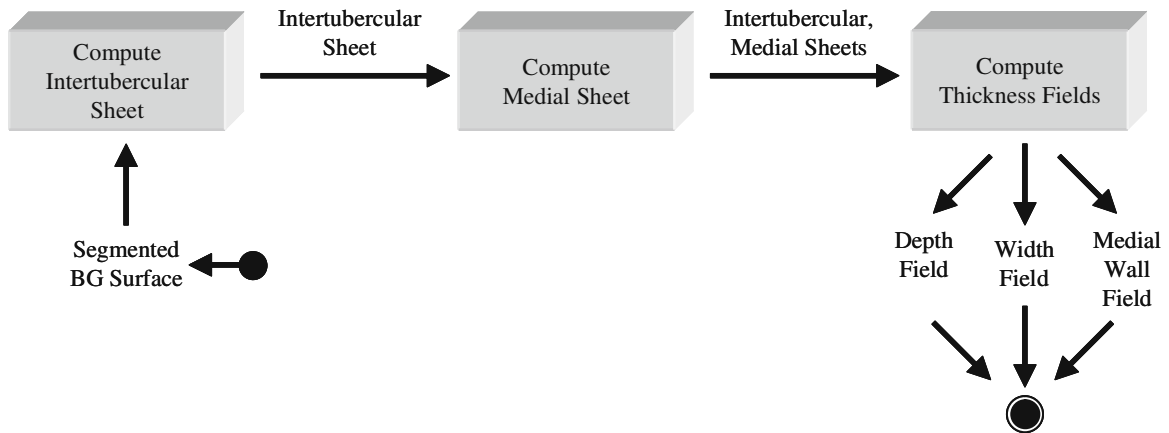 Compute
Intertubercular
Sheet
Intertubercular
Sheet
Compute
Medial Sheet
Intertubercular,
Medial Sheets
Compute
Thickness Fields
Segmented
BG Surface
Depth
Field
Width
Field
Medial
Wall
Field